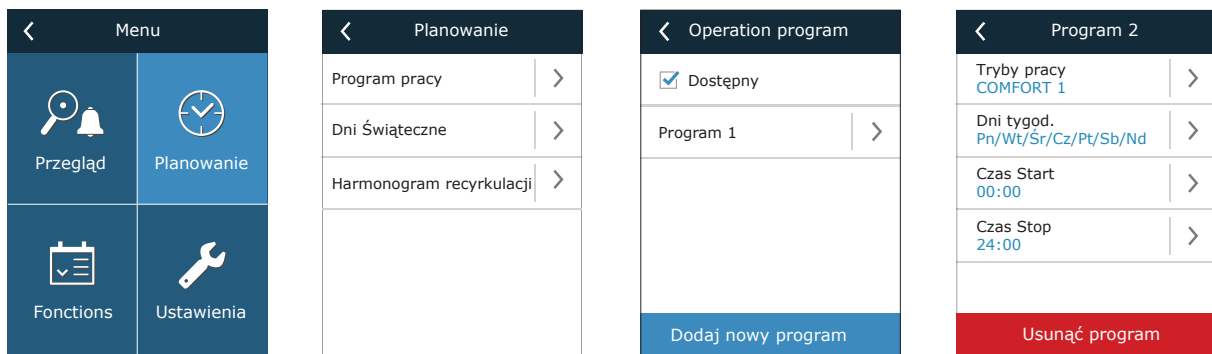 Menu
Przegląd
Planowanie
Fonctions
Ustawienia
Planowanie
Program pracy
Dni Świąteczne
Harmonogram recyrkulacji
Operation program
Dostępny
Program 1
Dodaj nowy program
Program 2
Tryby pracy
COMFORT 1
Dni tygod.
Pn/Wt/Śr/Cz/Pt/Sb/Nd
Czas Start
00:00
Czas Stop
24:00
Usunąć program